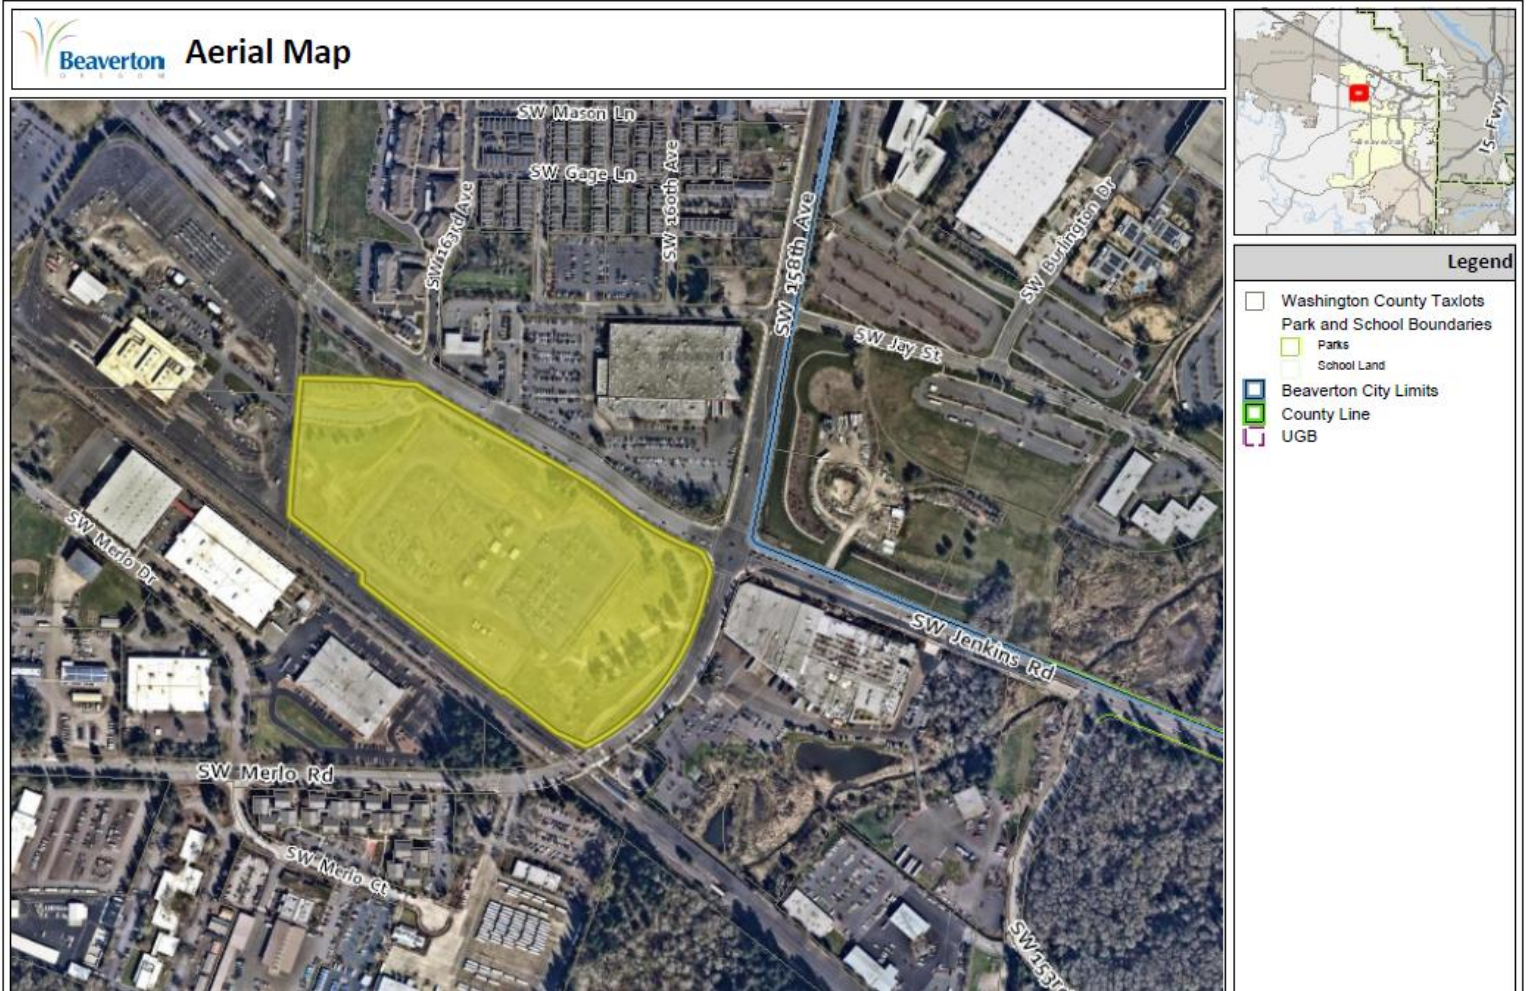 Beaverton
OREGON
Aerial Map
SW Mason Ln
SW Gage Ln
SW 160th Ave
SW 163rd Ave
SW 158th Ave
SW Burlington Dr
SW Jay St
SW Merlo Dr
SW Jenkins Rd
SW Merlo Rd
SW Merlo Ct
SW 153rd
I5-Fwy
Legend
Washington County Taxlots
Park and School Boundaries
Parks
School Land
Beaverton City Limits
County Line
UGB